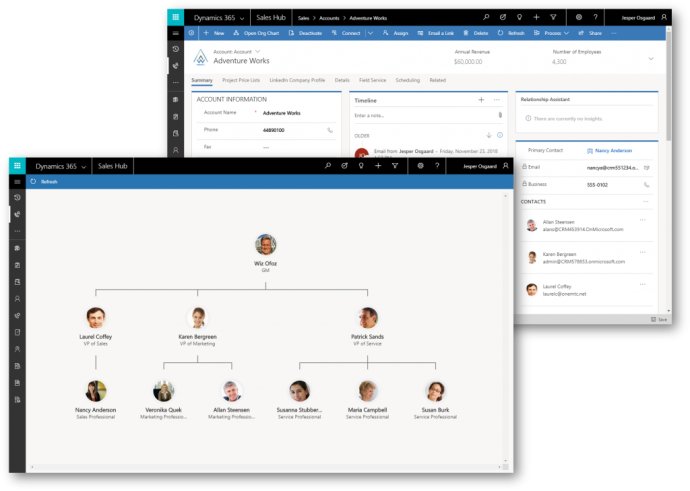 Dynamics 365 Sales Hub Sales > Accounts > Adventure Works Jesper Osgaard
+ New Open Org Chart Deactivate Connect Assign Email a Link Delete Refresh Process Share ...
Account: Account
Adventure Works
Annual Revenue
$60,000.00
Number of Employees
4,300
Summary Project Price Lists LinkedIn Company Profile Details Field Service Scheduling Related
ACCOUNT INFORMATION
Account Name * Adventure Works
Phone 44890100
Fax ---
Timeline
Enter a note...
OLDER
Email from Jesper Osgaard - Friday, November 23, 2018
Relationship Assistant
There are currently no insights.
Primary Contact Nancy Anderson
Email nancya@crm551234.o...
Business 555-0102
CONTACTS
Allan Steensen
alans@CRM453914.OnMicrosoft.com
Karen Bergreen
admin@CRM578833.onmicrosoft.com
Laurel Coffey
laurelc@onemtc.net
Save
Dynamics 365 Sales Hub Jesper Osgaard
Refresh
Wiz Ofoz
GM
Laurel Coffey
VP of Sales
Karen Bergreen
VP of Marketing
Patrick Sands
VP of Service
Nancy Anderson
Sales Professional
Veronika Quek
Marketing Professio...
Allan Steensen
Marketing Professio...
Susanna Stubber...
Service Professional
Maria Campbell
Service Professional
Susan Burk
Service Professional